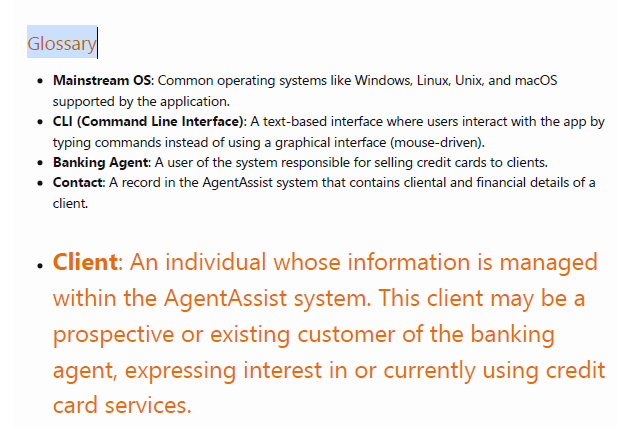 Glossary
• Mainstream OS: Common operating systems like Windows, Linux, Unix, and macOS
supported by the application.
• CLI (Command Line Interface): A text-based interface where users interact with the app by
typing commands instead of using a graphical interface (mouse-driven).
• Banking Agent: A user of the system responsible for selling credit cards to clients.
• Contact: A record in the AgentAssist system that contains cliental and financial details of a
client.
• Client: An individual whose information is managed
within the AgentAssist system. This client may be a
prospective or existing customer of the banking
agent, expressing interest in or currently using credit
card services.